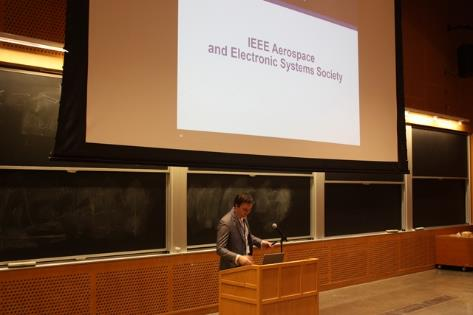 IEEE Aerospace
and Electronic Systems Society